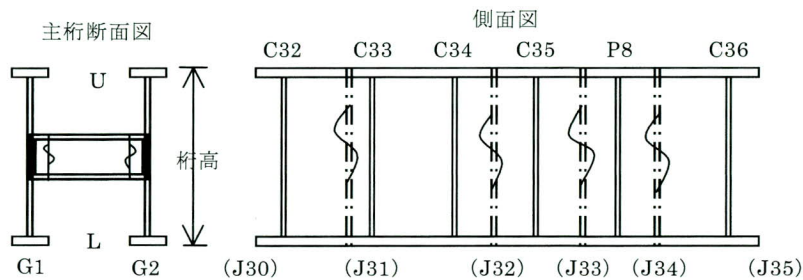 主桁断面図
側面図
C32 C33 C34 C35 P8 C36
U
桁高
L
G1 G2
(J30) (J31) (J32) (J33) (J34) (J35)